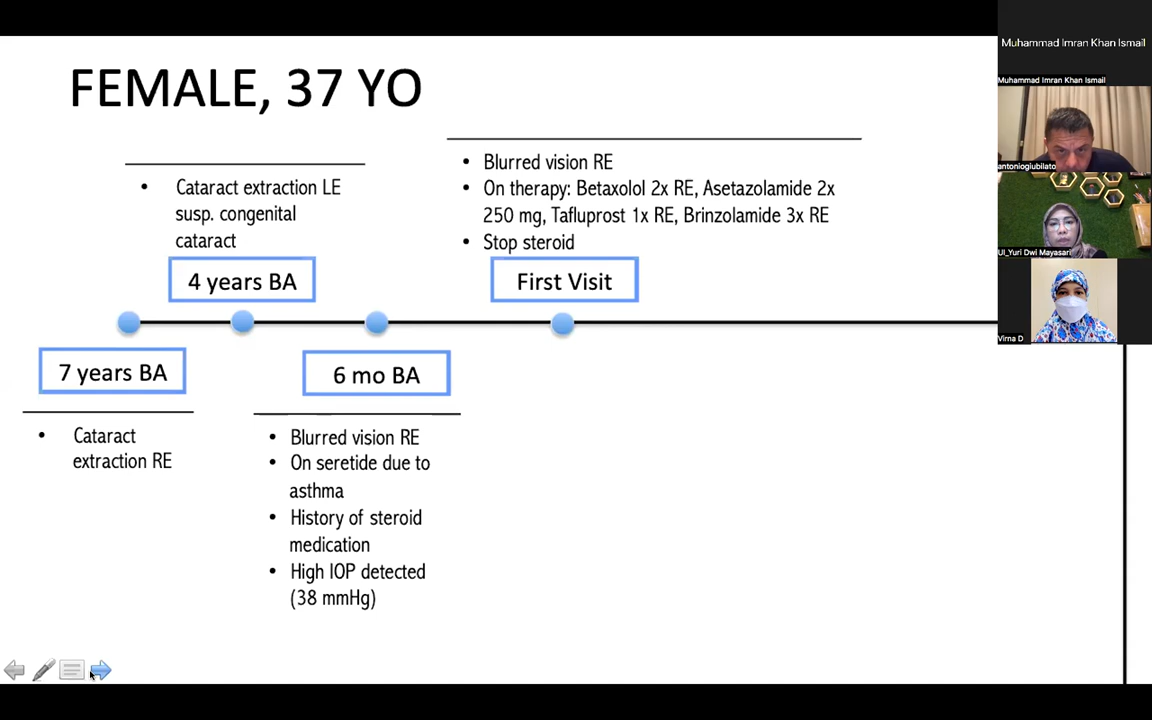 FEMALE, 37 YO
• Cataract extraction LE
susp. congenital
cataract
4 years BA
• Blurred vision RE
• On therapy: Betaxolol 2x RE, Asetazolamide 2x
250 mg, Tafluprost 1x RE, Brinzolamide 3x RE
• Stop steroid
First Visit
7 years BA
• Cataract
extraction RE
6 mo BA
• Blurred vision RE
• On seretide due to
asthma
• History of steroid
medication
• High IOP detected
(38 mmHg)
Muhammad Imran Khan Ismail
Muhammad Imran Khan Ismail
antoniogiubilato
UI_Yuri Dwi Mayasari
Virna D